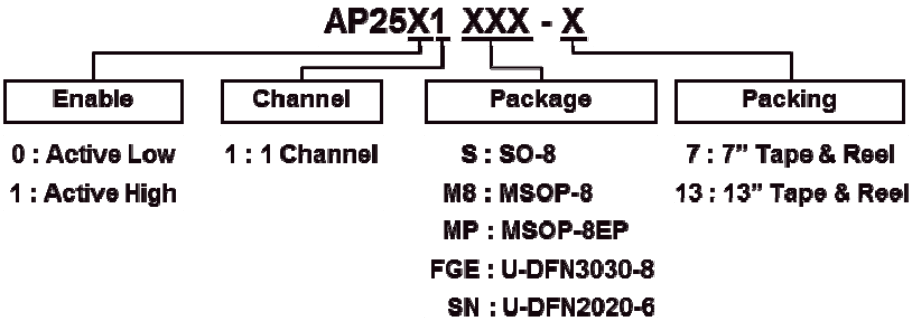 AP25X1 XXX - X
Enable Channel Package Packing
0 : Active Low 1 : 1 Channel S : SO-8 7 : 7” Tape & Reel
1 : Active High M8 : MSOP-8 13 : 13” Tape & Reel
MP : MSOP-8EP
FGE : U-DFN3030-8
SN : U-DFN2020-6